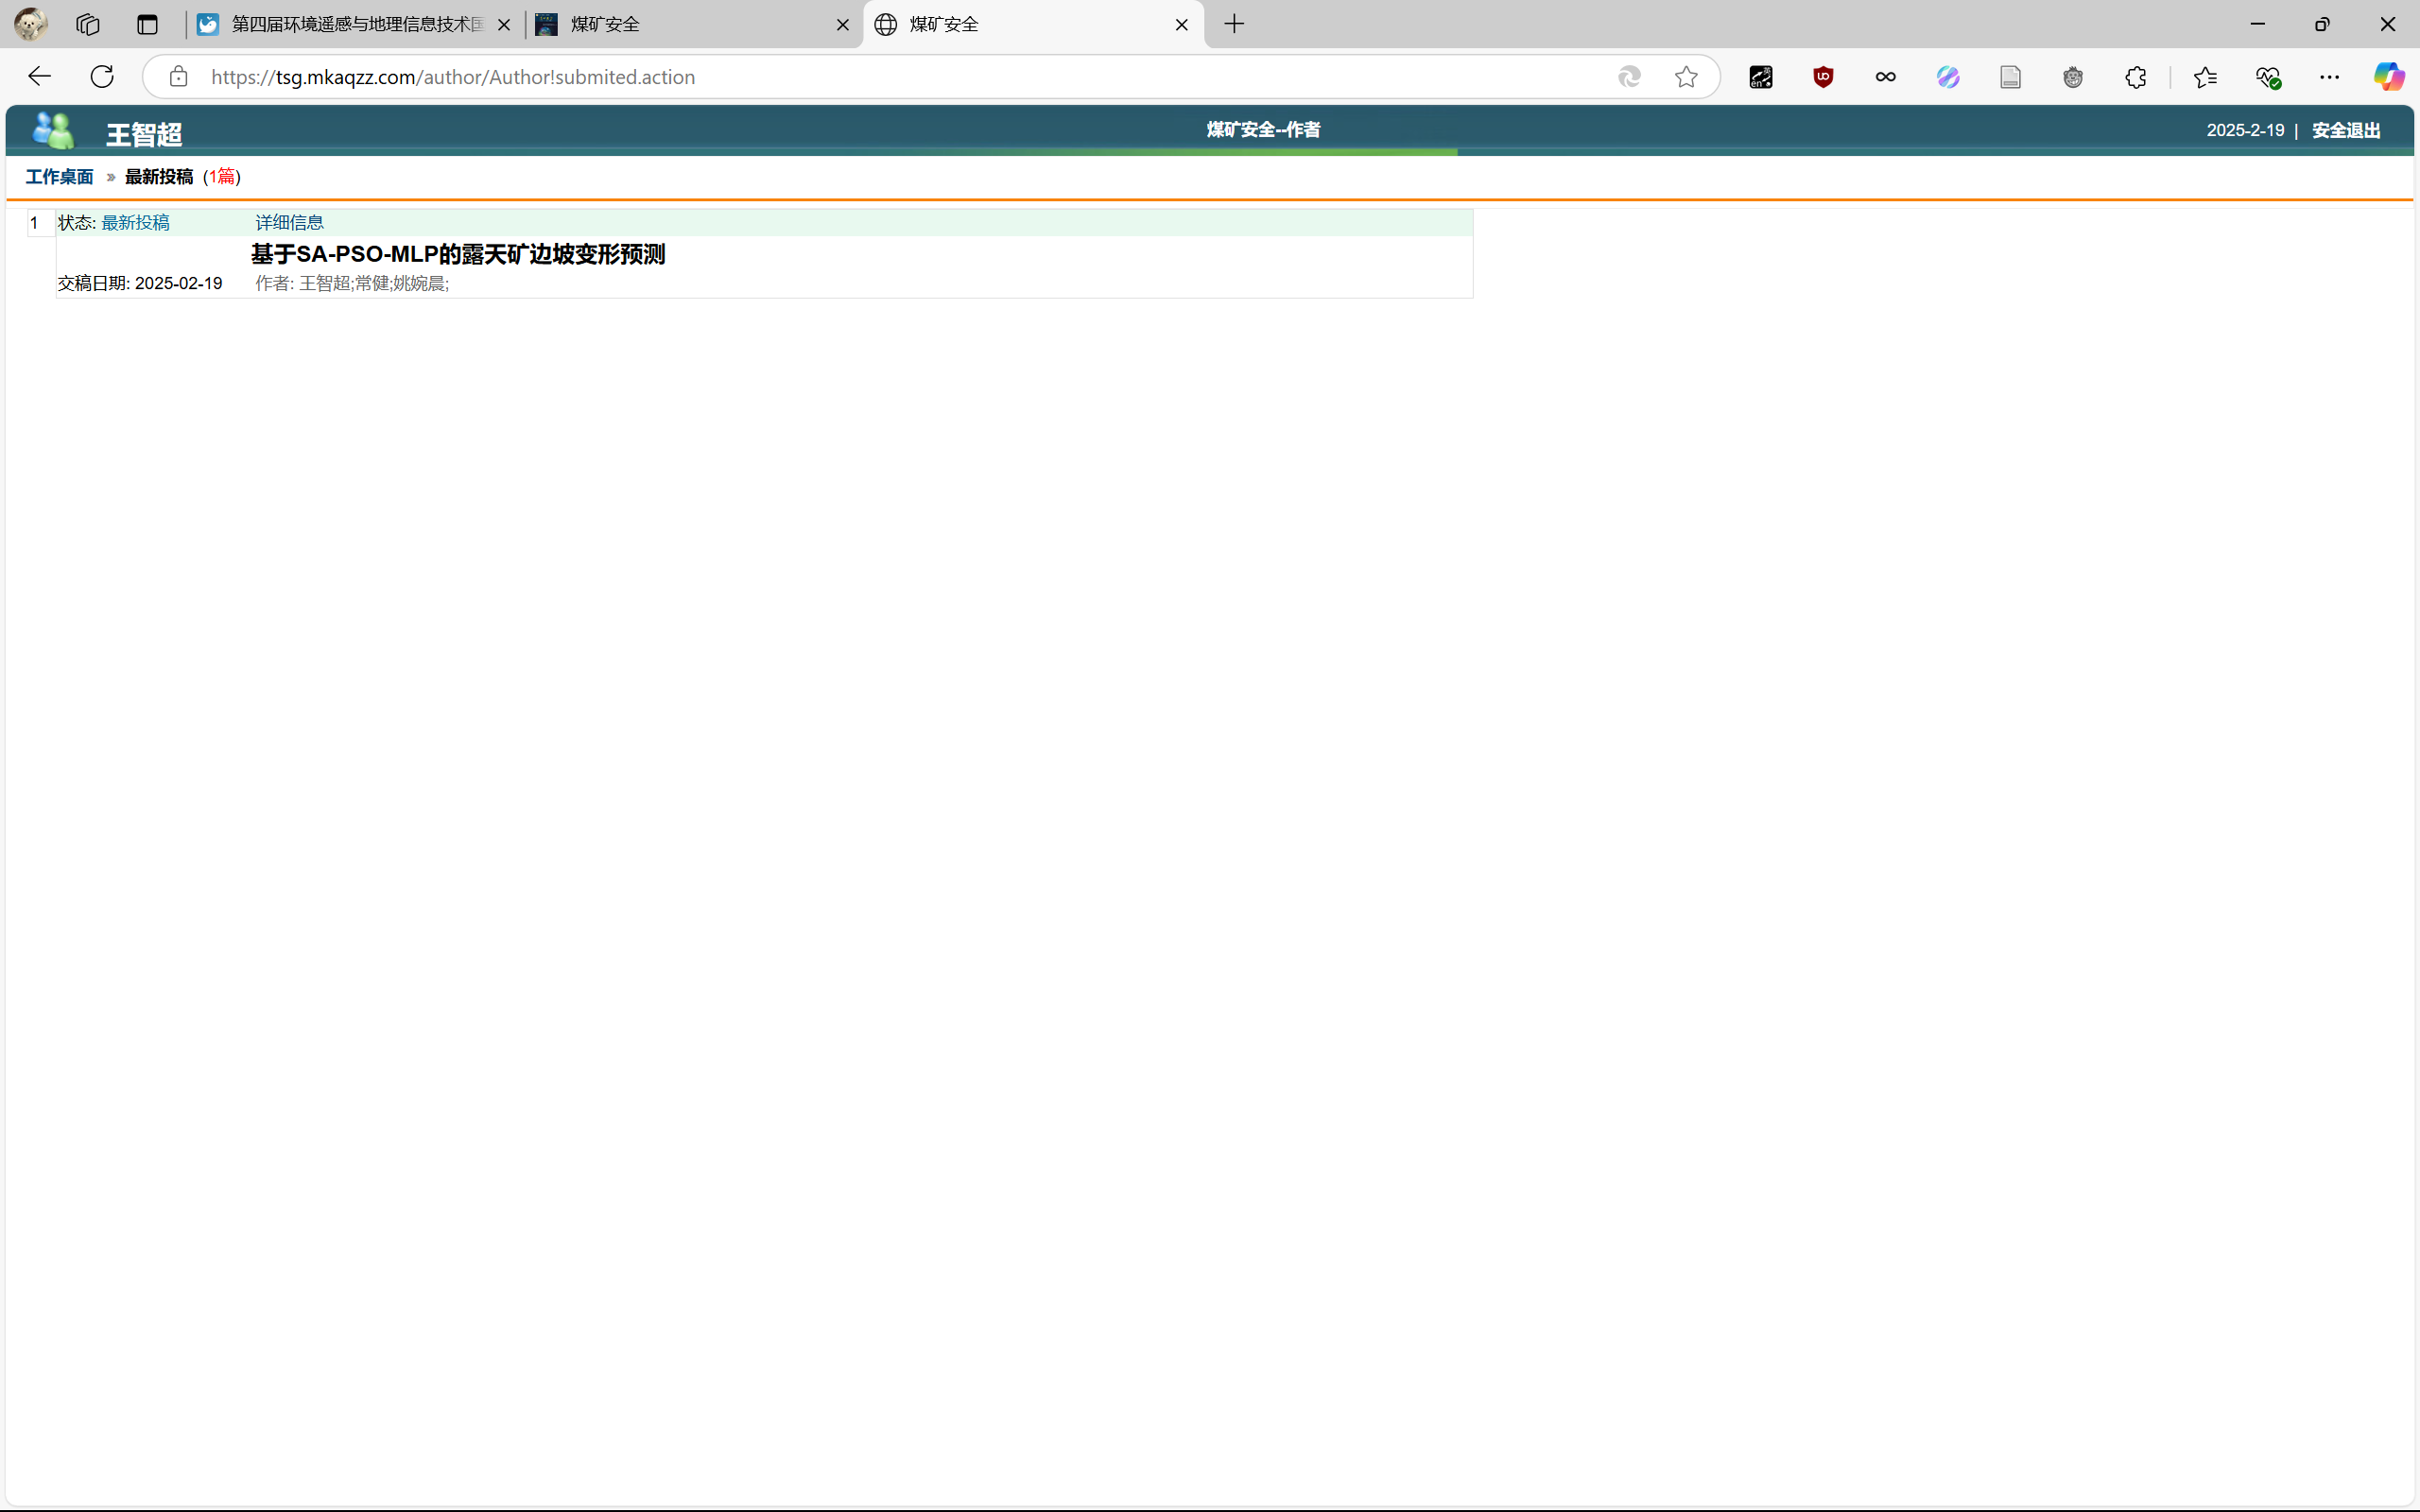 第四届环境遥感与地理信息技术国
煤矿安全
煤矿安全
https://tsg.mkaqzz.com/author/Author!submited.action
王智超
煤矿安全--作者
2025-2-19 | 安全退出
工作桌面 » 最新投稿 (1篇)
1 状态: 最新投稿 详细信息
基于SA-PSO-MLP的露天矿边坡变形预测
交稿日期: 2025-02-19 作者: 王智超;常健;姚婉晨;